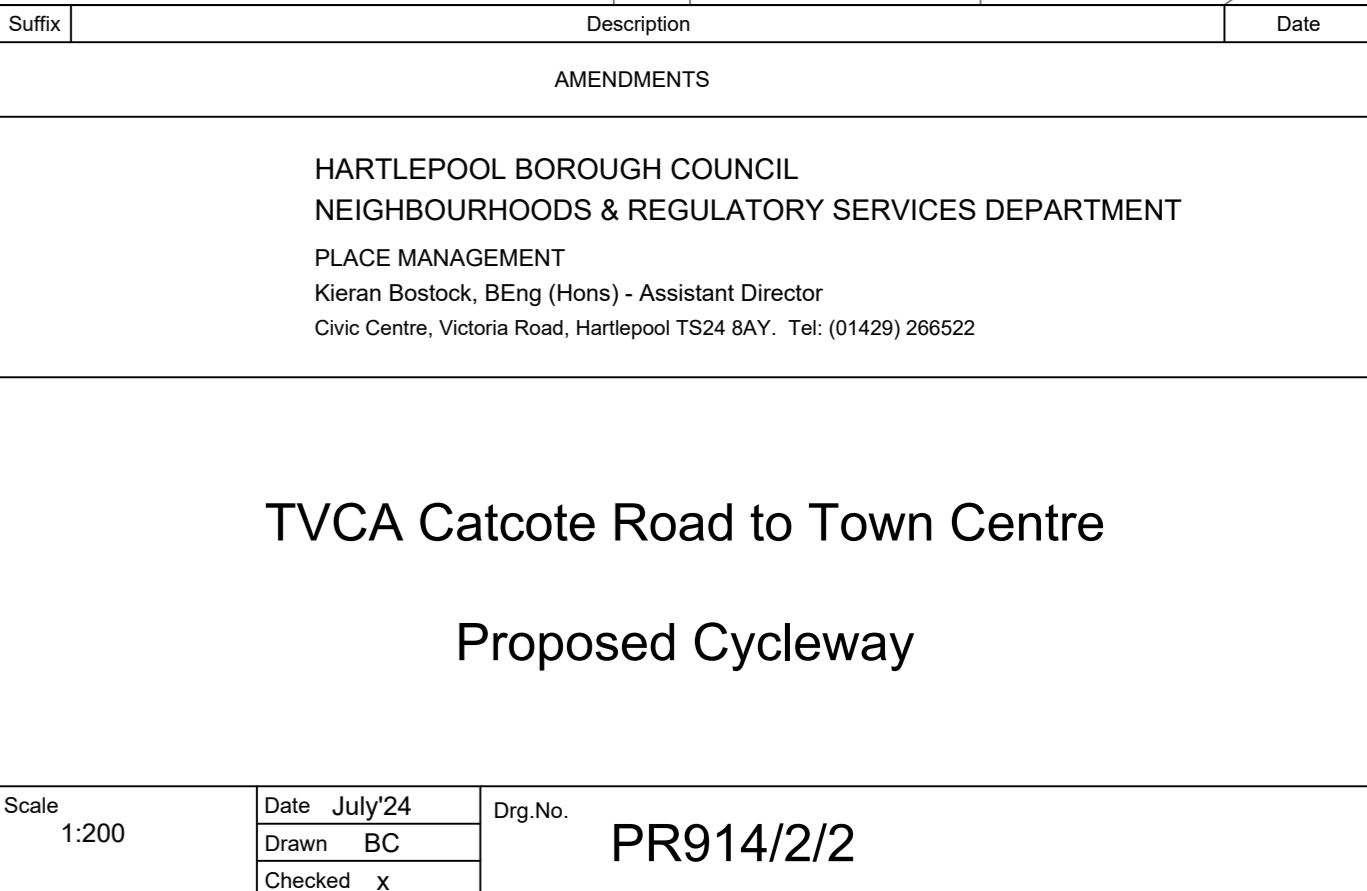 Suffix Description Date
AMENDMENTS
HARTLEPOOL BOROUGH COUNCIL
NEIGHBOURHOODS & REGULATORY SERVICES DEPARTMENT
PLACE MANAGEMENT
Kieran Bostock, BEng (Hons) - Assistant Director
Civic Centre, Victoria Road, Hartlepool TS24 8AY. Tel: (01429) 266522
TVCA Catcote Road to Town Centre
Proposed Cycleway
Scale
1:200
Date July'24
Drawn BC
Checked x
Drg.No.
PR914/2/2